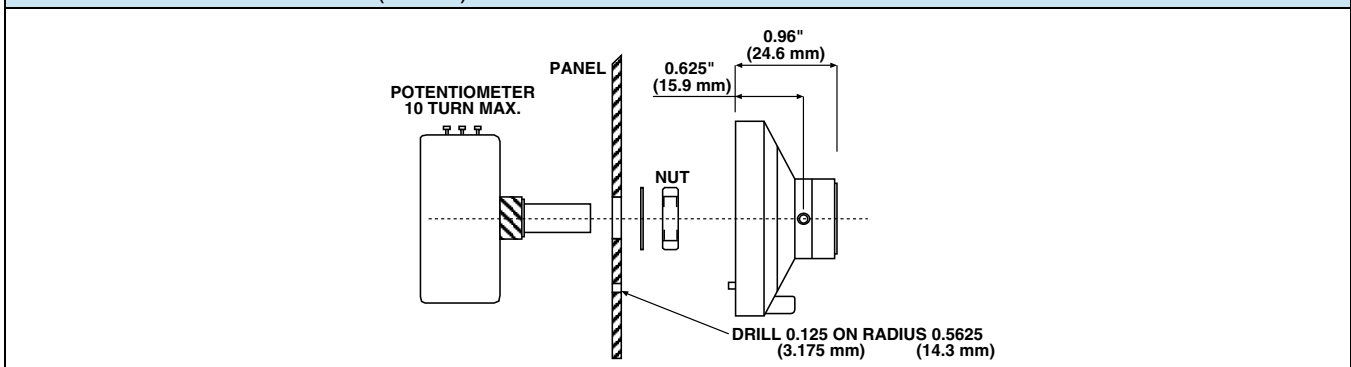 0.96"
(24.6 mm)
PANEL
0.625"
(15.9 mm)
POTENTIOMETER
10 TURN MAX.
NUT
DRILL 0.125 ON RADIUS 0.5625
(3.175 mm) (14.3 mm)